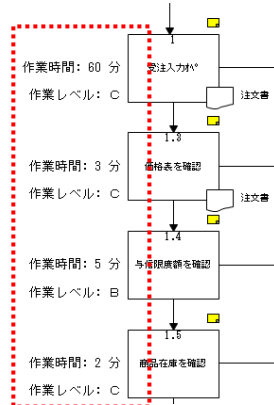 1
作業時間: 60 分
受注入力ｵﾍﾟ
作業レベル: C
注文書
1.3
作業時間: 3 分
価格表を確認
作業レベル: C
注文書
1.4
作業時間: 5 分
与信限度額を確認
作業レベル: B
1.5
作業時間: 2 分
商品在庫を確認
作業レベル: C